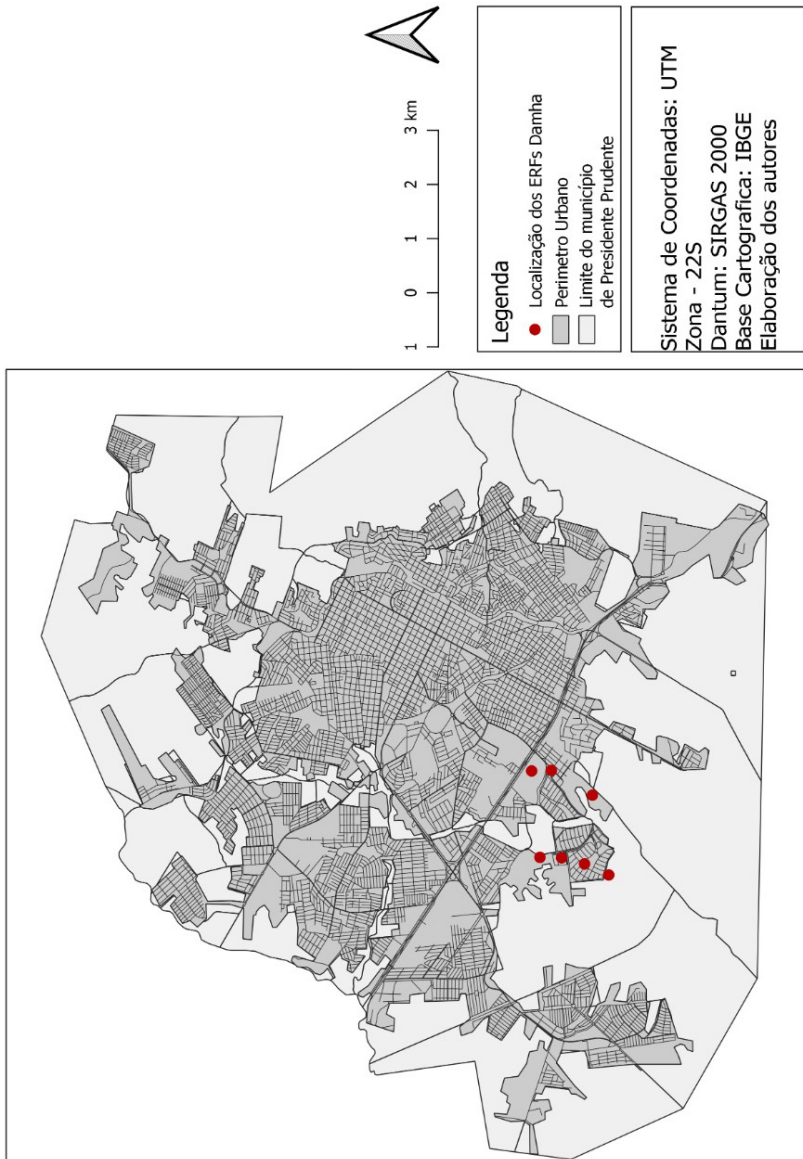 1 0 1 2 3 km
Legenda
Localização dos ERFs Damha
Perimetro Urbano
Limite do município
de Presidente Prudente
Sistema de Coordenadas: UTM
Zona - 22S
Dantum: SIRGAS 2000
Base Cartografica: IBGE
Elaboração dos autores